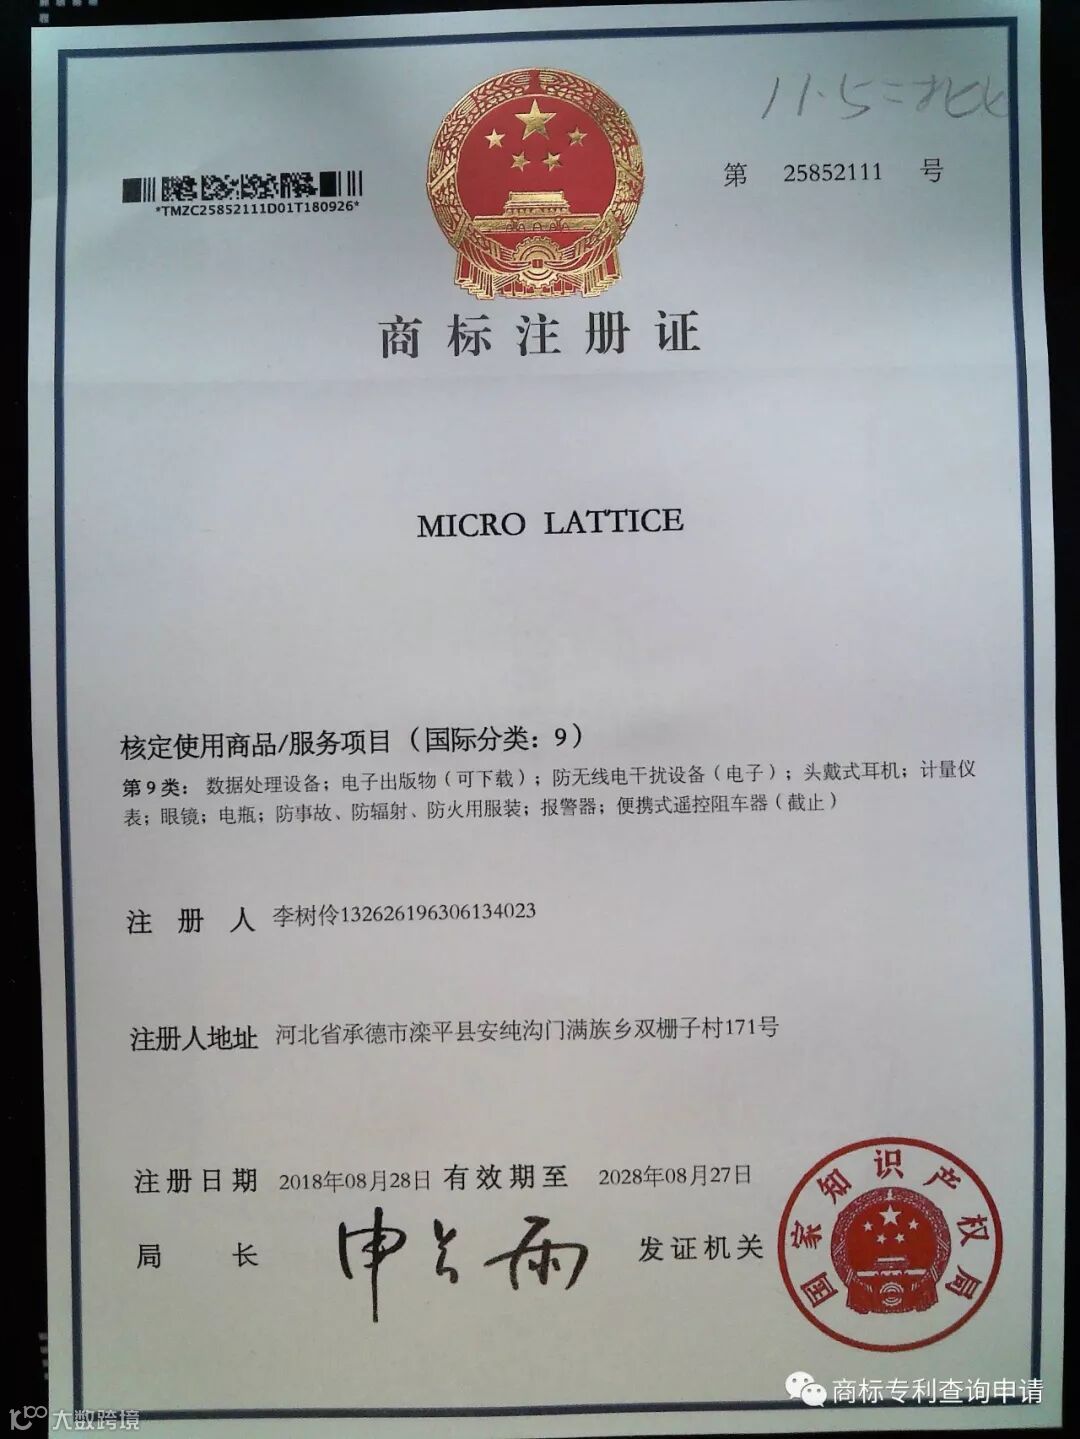 第 25852111 号
*TMZC25852111D01T180926*
商标注册证
MICRO LATTICE
核定使用商品/服务项目（国际分类：9）
第9类：数据处理设备；电子出版物（可下载）；防无线电干扰设备（电子）；头戴式耳机；计量仪
表；眼镜；电瓶；防事故、防辐射、防火用服装；报警器；便携式遥控阻车器（截止）
注册人 李树伶132626196306134023
注册人地址 河北省承德市滦平县安纯沟门满族乡双栅子村171号
注册日期 2018年08月28日 有效期至 2028年08月27日
局长 申长雨 发证机关
国家知识产权局
商标专利查询申请
大数跨境